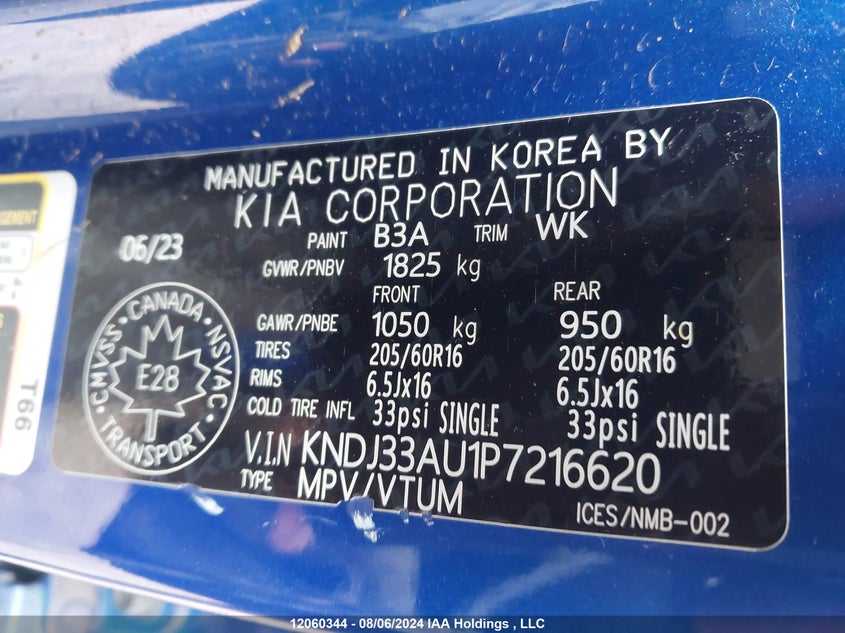 MANUFACTURED IN KOREA BY
KIA CORPORATION
06/23 PAINT B3A TRIM WK
GVWR/PNBV 1825 kg
FRONT REAR
GAWR/PNBE 1050 kg 950 kg
TIRES 205/60R16 205/60R16
RIMS 6.5Jx16 6.5Jx16
COLD TIRE INFL 33psi SINGLE 33psi SINGLE
V.I.N KNDJ33AU1P7216620
TYPE MPV/VTUM
ICES/NMB-002
CANADA • NSVAC • TRANSPORT • CMVSS •
E28
T66
12060344 - 08/06/2024 IAA Holdings , LLC